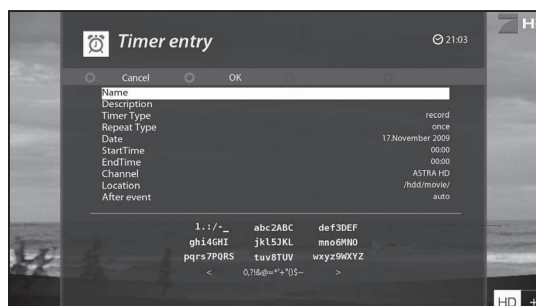 Timer entry
21:03
Cancel OK
Name
Description
Timer Type record
Repeat Type once
Date 17.November 2009
StartTime 00:00
EndTime 00:00
Channel ASTRA HD
Location /hdd/movie/
After event auto
1.:/-_ abc2ABC def3DEF
ghi4GHI jkl5JKL mno6MNO
pqrs7PQRS tuv8TUV wxyz9WXYZ
< 0,?!&@=*'+"()$~ >
HD +